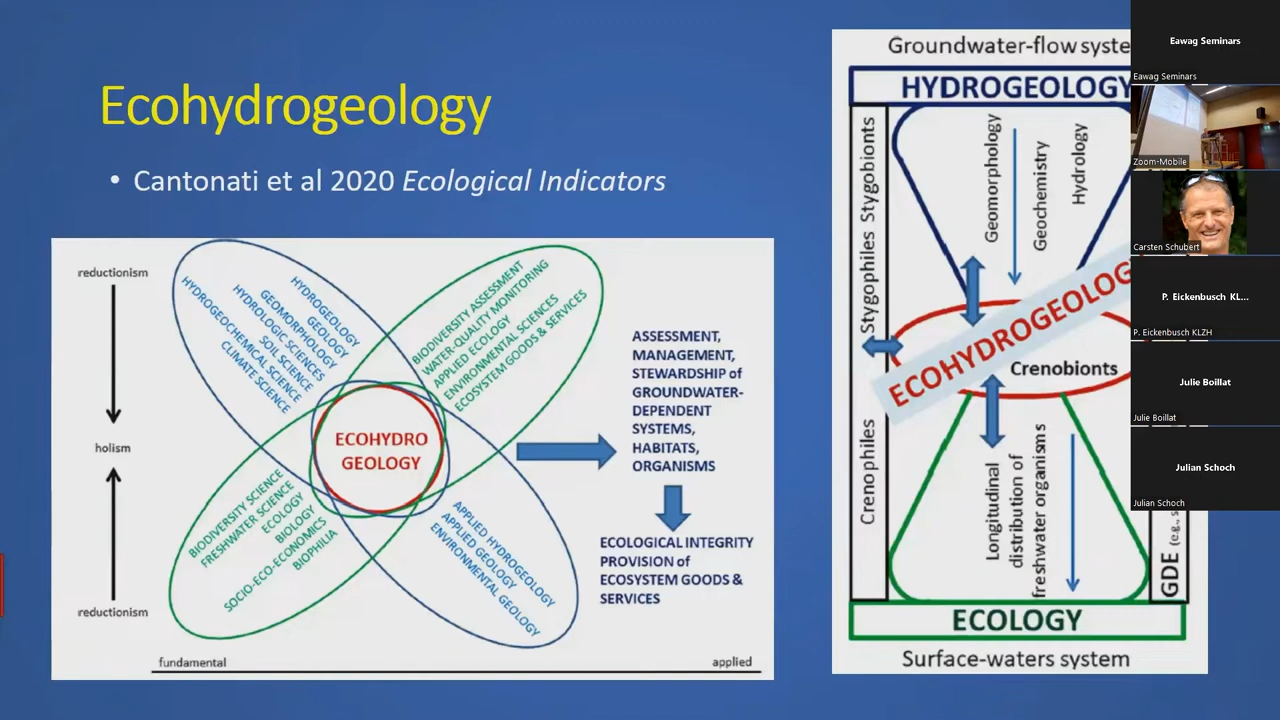 Ecohydrogeology
• Cantonati et al 2020 Ecological Indicators
reductionism
holism
reductionism
HYDROGEOLOGY
GEOLOGY
GEOMORPHOLOGY
HYDROLOGIC SCIENCES
SOIL SCIENCE
HYDROGEOCHEMICAL SCIENCE
CLIMATE SCIENCE
BIODIVERSITY ASSESSMENT
WATER-QUALITY MONITORING
APPLIED ECOLOGY
ENVIRONMENTAL SCIENCES
ECOSYSTEM GOODS & SERVICES
ECOHYDRO
GEOLOGY
BIODIVERSITY SCIENCE
FRESHWATER SCIENCE
ECOLOGY
BIOLOGY
SOCIO-ECO-ECONOMICS
BIOPHILIA
APPLIED HYDROGEOLOGY
APPLIED GEOLOGY
ENVIRONMENTAL GEOLOGY
ASSESSMENT,
MANAGEMENT,
STEWARDSHIP of
GROUNDWATER-
DEPENDENT
SYSTEMS,
HABITATS,
ORGANISMS
ECOLOGICAL INTEGRITY
PROVISION of
ECOSYSTEM GOODS &
SERVICES
fundamental
applied
Groundwater-flow syste
HYDROGEOLOGY
Stygophiles Stygobionts
Geomorphology
Geochemistry
Hydrology
ECOHYDROGEOLOG
Crenobionts
Crenophiles
Longitudinal
distribution of
freshwater organisms
GDE (e.g., s
ECOLOGY
Surface-waters system
Eawag Seminars
Eawag Seminars
Zoom-Mobile
Carsten Schubert
P. Eickenbusch KL...
P. Eickenbusch KLZH
Julie Boillat
Julie Boillat
Julian Schoch
Julian Schoch